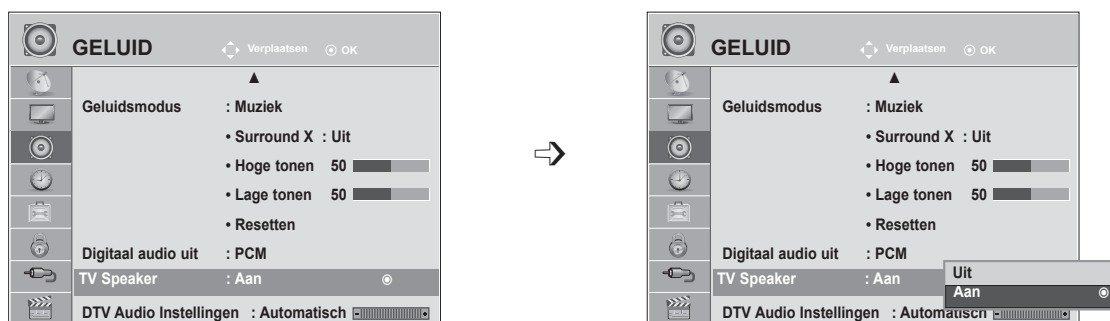 GELUID Verplaatsen OK
Geluidsmodus : Muziek
• Surround X : Uit
• Hoge tonen 50
• Lage tonen 50
• Resetten
Digitaal audio uit : PCM
TV Speaker : Aan
DTV Audio Instellingen : Automatisch
GELUID Verplaatsen OK
Geluidsmodus : Muziek
• Surround X : Uit
• Hoge tonen 50
• Lage tonen 50
• Resetten
Digitaal audio uit : PCM
TV Speaker : Aan
Uit
Aan
DTV Audio Instellingen : Automatisch